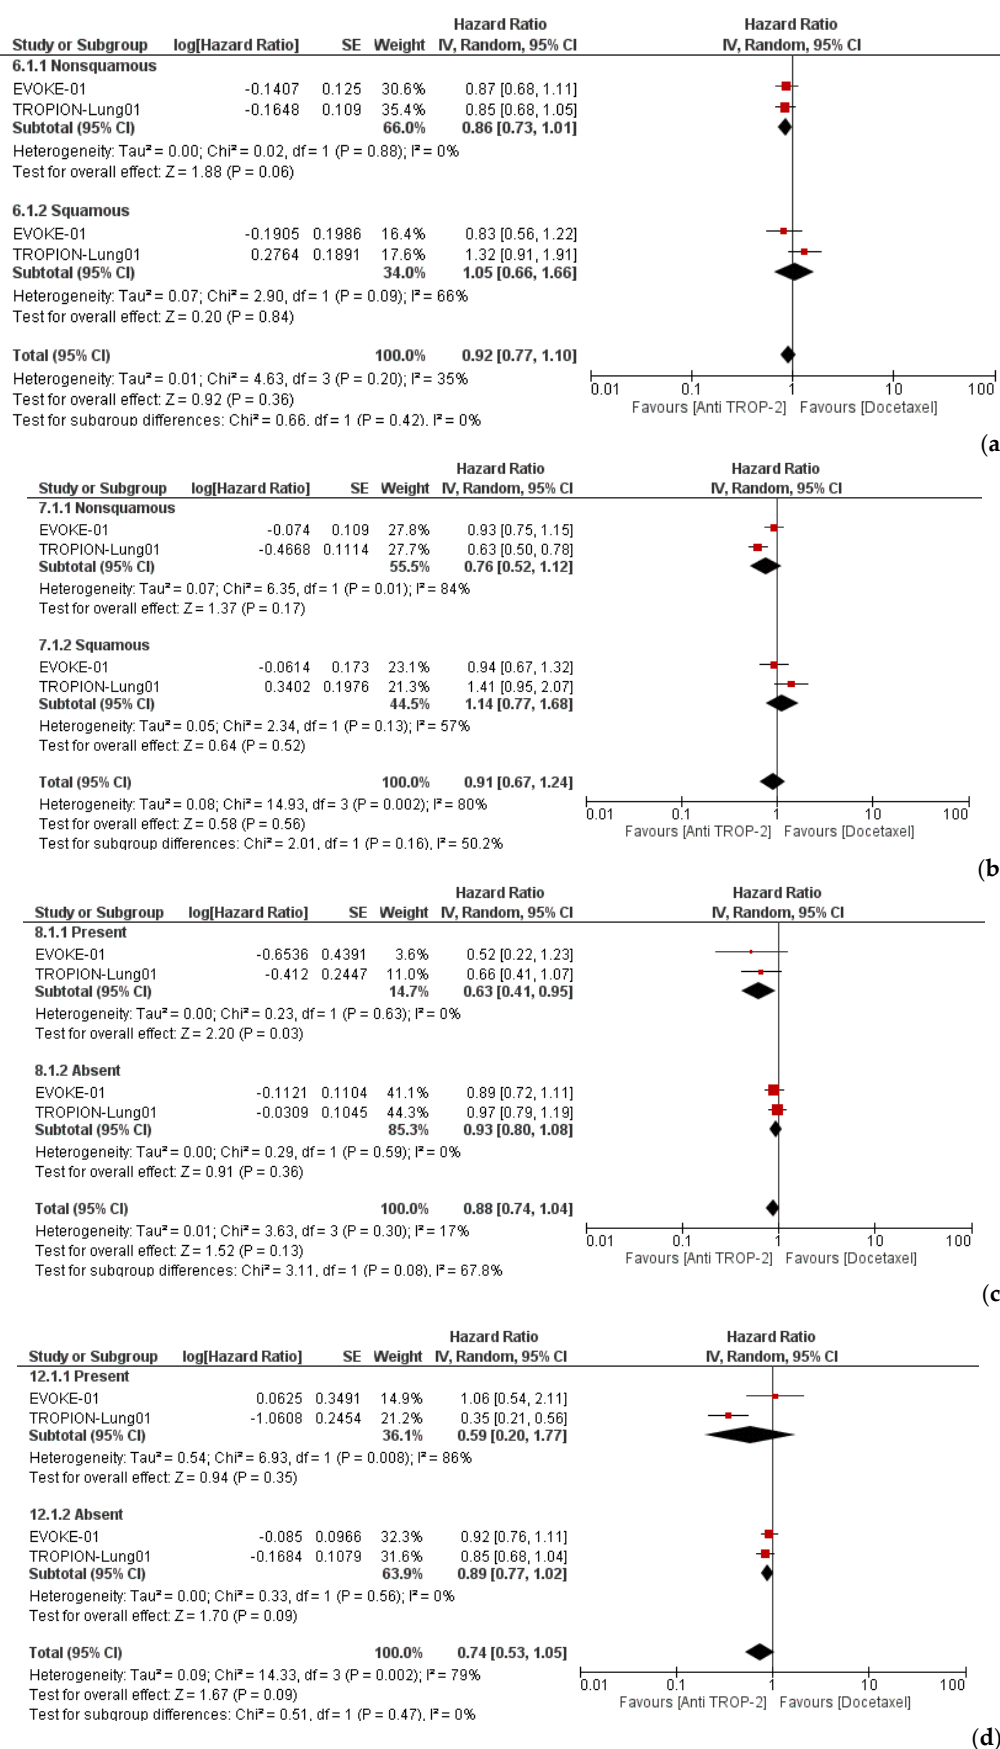 Hazard Ratio Hazard Ratio
Study or Subgroup log[Hazard Ratio] SE Weight IV, Random, 95% CI IV, Random, 95% CI
6.1.1 Nonsquamous
EVOKE-01 -0.1407 0.125 30.6% 0.87 [0.68, 1.11]
TROPION-Lung01 -0.1648 0.109 35.4% 0.85 [0.68, 1.05]
Subtotal (95% CI) 66.0% 0.86 [0.73, 1.01]
Heterogeneity: Tau² = 0.00; Chi² = 0.02, df = 1 (P = 0.88); I² = 0%
Test for overall effect: Z = 1.88 (P = 0.06)
6.1.2 Squamous
EVOKE-01 -0.1905 0.1986 16.4% 0.83 [0.56, 1.22]
TROPION-Lung01 0.2764 0.1891 17.6% 1.32 [0.91, 1.91]
Subtotal (95% CI) 34.0% 1.05 [0.66, 1.66]
Heterogeneity: Tau² = 0.07; Chi² = 2.90, df = 1 (P = 0.09); I² = 66%
Test for overall effect: Z = 0.20 (P = 0.84)
Total (95% CI) 100.0% 0.92 [0.77, 1.10]
Heterogeneity: Tau² = 0.01; Chi² = 4.63, df = 3 (P = 0.20); I² = 35%
0.01 0.1 1 10 100
Test for overall effect: Z = 0.92 (P = 0.36)
Favours [Anti TROP-2] Favours [Docetaxel]
Test for subgroup differences: Chi² = 0.66, df = 1 (P = 0.42), I² = 0%
(a
Hazard Ratio Hazard Ratio
Study or Subgroup log[Hazard Ratio] SE Weight IV, Random, 95% CI IV, Random, 95% CI
7.1.1 Nonsquamous
EVOKE-01 -0.074 0.109 27.8% 0.93 [0.75, 1.15]
TROPION-Lung01 -0.4668 0.1114 27.7% 0.63 [0.50, 0.78]
Subtotal (95% CI) 55.5% 0.76 [0.52, 1.12]
Heterogeneity: Tau² = 0.07; Chi² = 6.35, df = 1 (P = 0.01); I² = 84%
Test for overall effect: Z = 1.37 (P = 0.17)
7.1.2 Squamous
EVOKE-01 -0.0614 0.173 23.1% 0.94 [0.67, 1.32]
TROPION-Lung01 0.3402 0.1976 21.3% 1.41 [0.95, 2.07]
Subtotal (95% CI) 44.5% 1.14 [0.77, 1.68]
Heterogeneity: Tau² = 0.05; Chi² = 2.34, df = 1 (P = 0.13); I² = 57%
Test for overall effect: Z = 0.64 (P = 0.52)
Total (95% CI) 100.0% 0.91 [0.67, 1.24]
Heterogeneity: Tau² = 0.08; Chi² = 14.93, df = 3 (P = 0.002); I² = 80%
0.01 0.1 1 10 100
Test for overall effect: Z = 0.58 (P = 0.56)
Favours [Anti TROP-2] Favours [Docetaxel]
Test for subgroup differences: Chi² = 2.01, df = 1 (P = 0.16), I² = 50.2%
(b
Hazard Ratio Hazard Ratio
Study or Subgroup log[Hazard Ratio] SE Weight IV, Random, 95% CI IV, Random, 95% CI
8.1.1 Present
EVOKE-01 -0.6536 0.4391 3.6% 0.52 [0.22, 1.23]
TROPION-Lung01 -0.412 0.2447 11.0% 0.66 [0.41, 1.07]
Subtotal (95% CI) 14.7% 0.63 [0.41, 0.95]
Heterogeneity: Tau² = 0.00; Chi² = 0.23, df = 1 (P = 0.63); I² = 0%
Test for overall effect: Z = 2.20 (P = 0.03)
8.1.2 Absent
EVOKE-01 -0.1121 0.1104 41.1% 0.89 [0.72, 1.11]
TROPION-Lung01 -0.0309 0.1045 44.3% 0.97 [0.79, 1.19]
Subtotal (95% CI) 85.3% 0.93 [0.80, 1.08]
Heterogeneity: Tau² = 0.00; Chi² = 0.29, df = 1 (P = 0.59); I² = 0%
Test for overall effect: Z = 0.91 (P = 0.36)
Total (95% CI) 100.0% 0.88 [0.74, 1.04]
Heterogeneity: Tau² = 0.01; Chi² = 3.63, df = 3 (P = 0.30); I² = 17%
0.01 0.1 1 10 100
Test for overall effect: Z = 1.52 (P = 0.13)
Favours [Anti TROP-2] Favours [Docetaxel]
Test for subgroup differences: Chi² = 3.11, df = 1 (P = 0.08), I² = 67.8%
(c
Hazard Ratio Hazard Ratio
Study or Subgroup log[Hazard Ratio] SE Weight IV, Random, 95% CI IV, Random, 95% CI
12.1.1 Present
EVOKE-01 0.0625 0.3491 14.9% 1.06 [0.54, 2.11]
TROPION-Lung01 -1.0608 0.2454 21.2% 0.35 [0.21, 0.56]
Subtotal (95% CI) 36.1% 0.59 [0.20, 1.77]
Heterogeneity: Tau² = 0.54; Chi² = 6.93, df = 1 (P = 0.008); I² = 86%
Test for overall effect: Z = 0.94 (P = 0.35)
12.1.2 Absent
EVOKE-01 -0.085 0.0966 32.3% 0.92 [0.76, 1.11]
TROPION-Lung01 -0.1684 0.1079 31.6% 0.85 [0.68, 1.04]
Subtotal (95% CI) 63.9% 0.89 [0.77, 1.02]
Heterogeneity: Tau² = 0.00; Chi² = 0.33, df = 1 (P = 0.56); I² = 0%
Test for overall effect: Z = 1.70 (P = 0.09)
Total (95% CI) 100.0% 0.74 [0.53, 1.05]
Heterogeneity: Tau² = 0.09; Chi² = 14.33, df = 3 (P = 0.002); I² = 79%
0.01 0.1 1 10 100
Test for overall effect: Z = 1.67 (P = 0.09)
Favours [Anti TROP-2] Favours [Docetaxel]
Test for subgroup differences: Chi² = 0.51, df = 1 (P = 0.47), I² = 0%
(d)